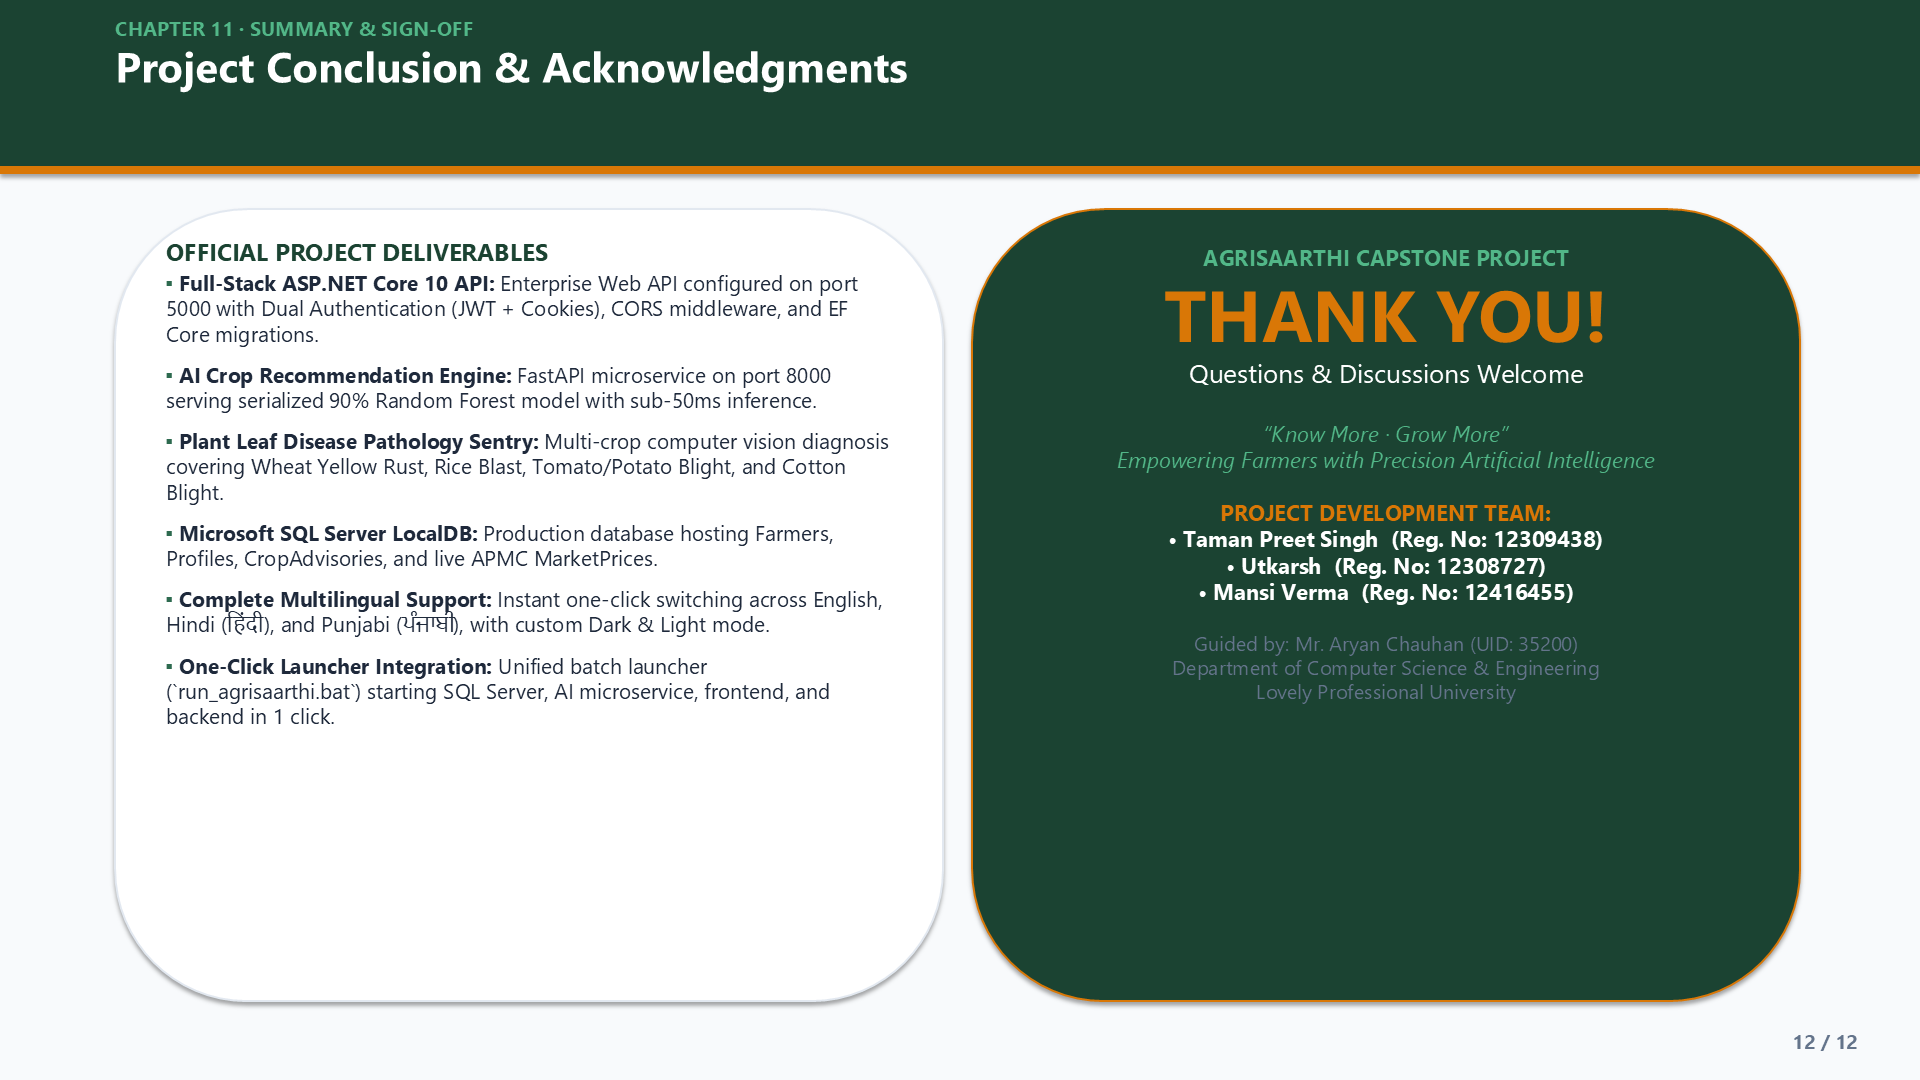 CHAPTER 11 · SUMMARY & SIGN-OFF
Project Conclusion & Acknowledgments
OFFICIAL PROJECT DELIVERABLES
▪ Full-Stack ASP.NET Core 10 API: Enterprise Web API configured on port
5000 with Dual Authentication (JWT + Cookies), CORS middleware, and EF
Core migrations.
▪ AI Crop Recommendation Engine: FastAPI microservice on port 8000
serving serialized 90% Random Forest model with sub-50ms inference.
▪ Plant Leaf Disease Pathology Sentry: Multi-crop computer vision diagnosis
covering Wheat Yellow Rust, Rice Blast, Tomato/Potato Blight, and Cotton
Blight.
▪ Microsoft SQL Server LocalDB: Production database hosting Farmers,
Profiles, CropAdvisories, and live APMC MarketPrices.
▪ Complete Multilingual Support: Instant one-click switching across English,
Hindi (हिंदी), and Punjabi (ਪੰਜਾਬੀ), with custom Dark & Light mode.
▪ One-Click Launcher Integration: Unified batch launcher
(`run_agrisaarthi.bat`) starting SQL Server, AI microservice, frontend, and
backend in 1 click.
AGRISAARTHI CAPSTONE PROJECT
THANK YOU!
Questions & Discussions Welcome
“Know More · Grow More”
Empowering Farmers with Precision Artificial Intelligence
PROJECT DEVELOPMENT TEAM:
• Taman Preet Singh (Reg. No: 12309438)
• Utkarsh (Reg. No: 12308727)
• Mansi Verma (Reg. No: 12416455)
Guided by: Mr. Aryan Chauhan (UID: 35200)
Department of Computer Science & Engineering
Lovely Professional University
12 / 12